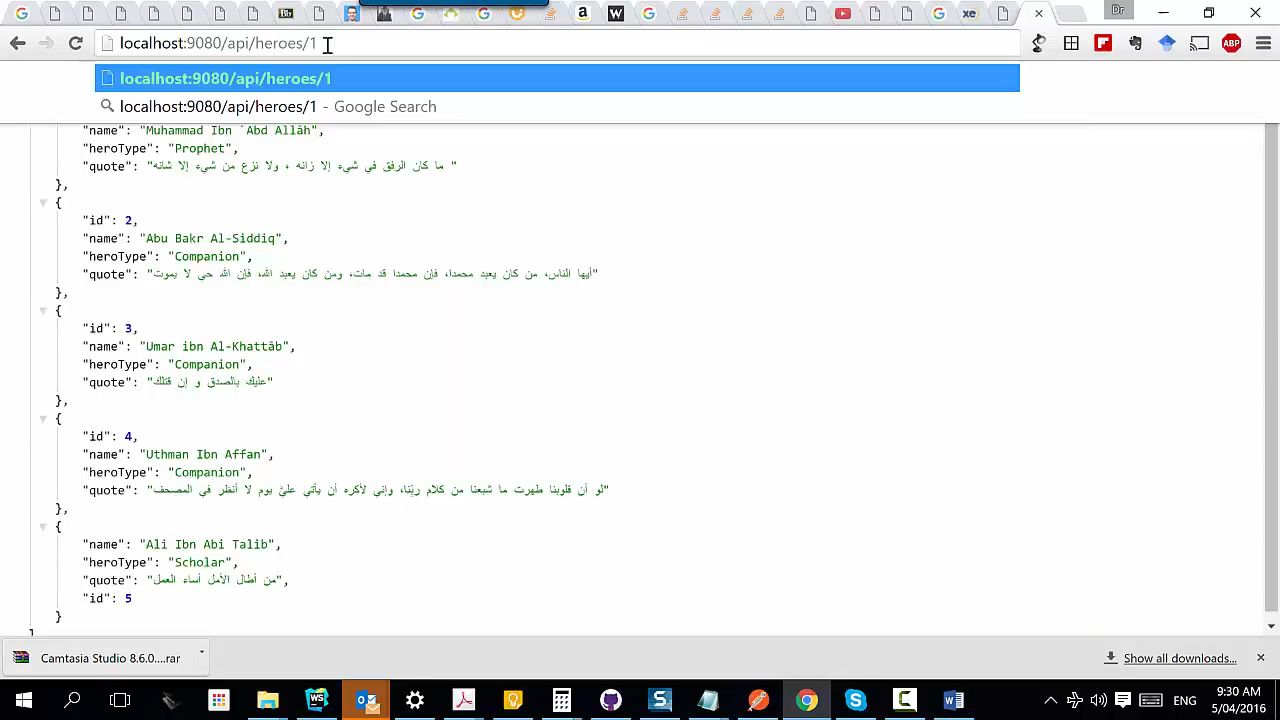 Dr
localhost:9080/api/heroes/1
localhost:9080/api/heroes/1
localhost:9080/api/heroes/1 - Google Search
"name": "Muhammad Ibn `Abd Allāh",
"heroType": "Prophet",
"quote": "ما كان الرفق في شيء إلا زانه ، ولا نزع من شيء إلا شانه "
},
{
"id": 2,
"name": "Abu Bakr Al-Siddiq",
"heroType": "Companion",
"quote": "أيها الناس، من كان يعبد محمدا، فإن محمدا قد مات، ومن كان يعبد الله، فإن الله حي لا يموت"
},
{
"id": 3,
"name": "Umar ibn Al-Khattāb",
"heroType": "Companion",
"quote": "عليك بالصدق و إن قتلك"
},
{
"id": 4,
"name": "Uthman Ibn Affan",
"heroType": "Companion",
"quote": "لو أن قلوبنا طهرت ما شبعنا من كلام ربِّنا، وإني لأكره أن يأتي عليَّ يوم لا أنظر في المصحف"
},
{
"name": "Ali Ibn Abi Talib",
"heroType": "Scholar",
"quote": "من أطال الأمل أساء العمل",
"id": 5
}
Camtasia Studio 8.6.0....rar
Show all downloads...
ENG
9:30 AM
5/04/2016